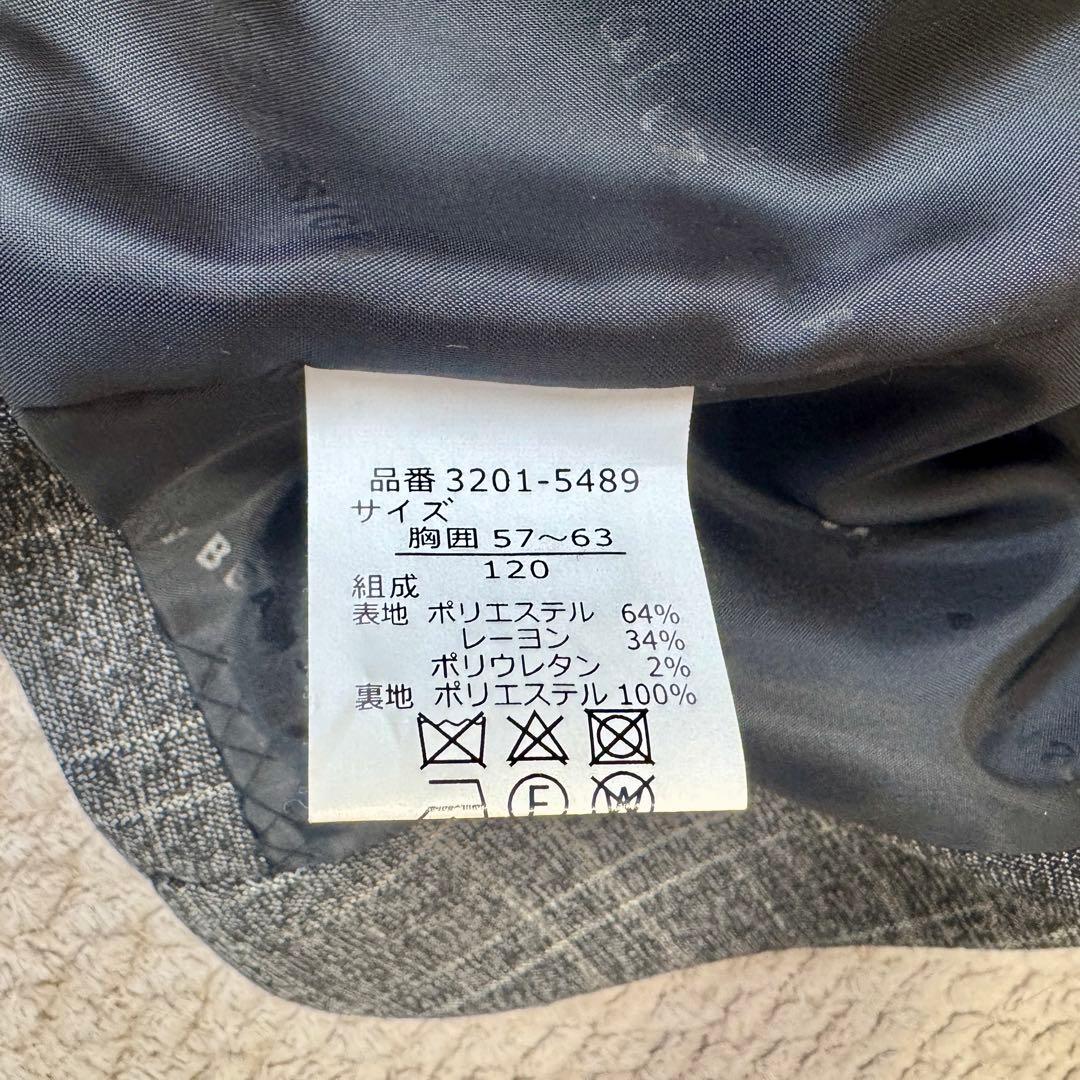 品番 3201-5489
サイズ
胸囲 57～63
120
組成
表地 ポリエステル 64%
レーヨン 34%
ポリウレタン 2%
裏地 ポリエステル 100%
F W